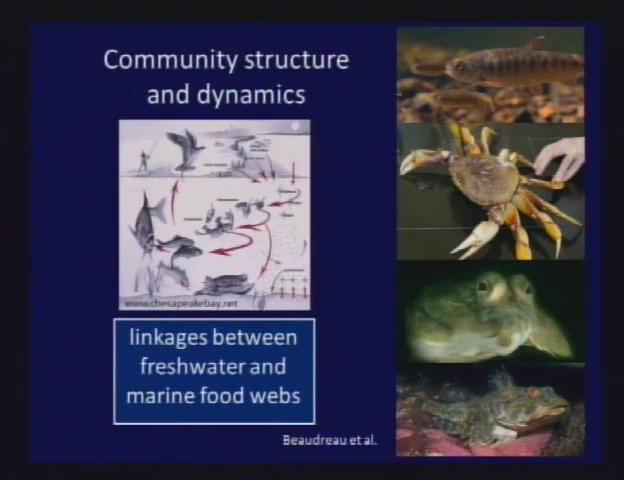 Community structure
and dynamics
www.chesapeakebay.net
linkages between
freshwater and
marine food webs
Beaudreau et al.